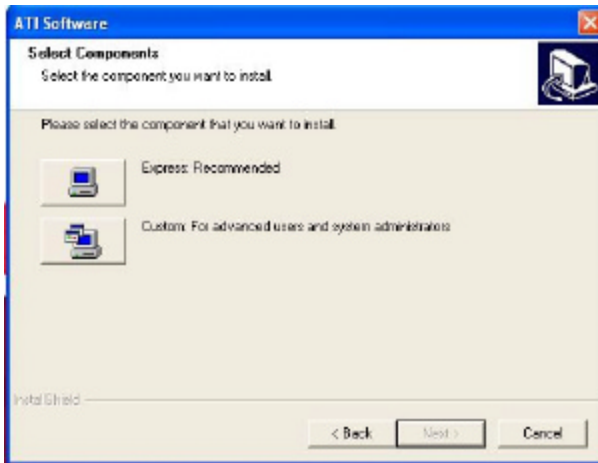 ATI Software
Select Components
Select the component you want to install.
Please select the component that you want to install.
Express: Recommended
Custom: For advanced users and system administrators
InstallShield
< Back
Next >
Cancel